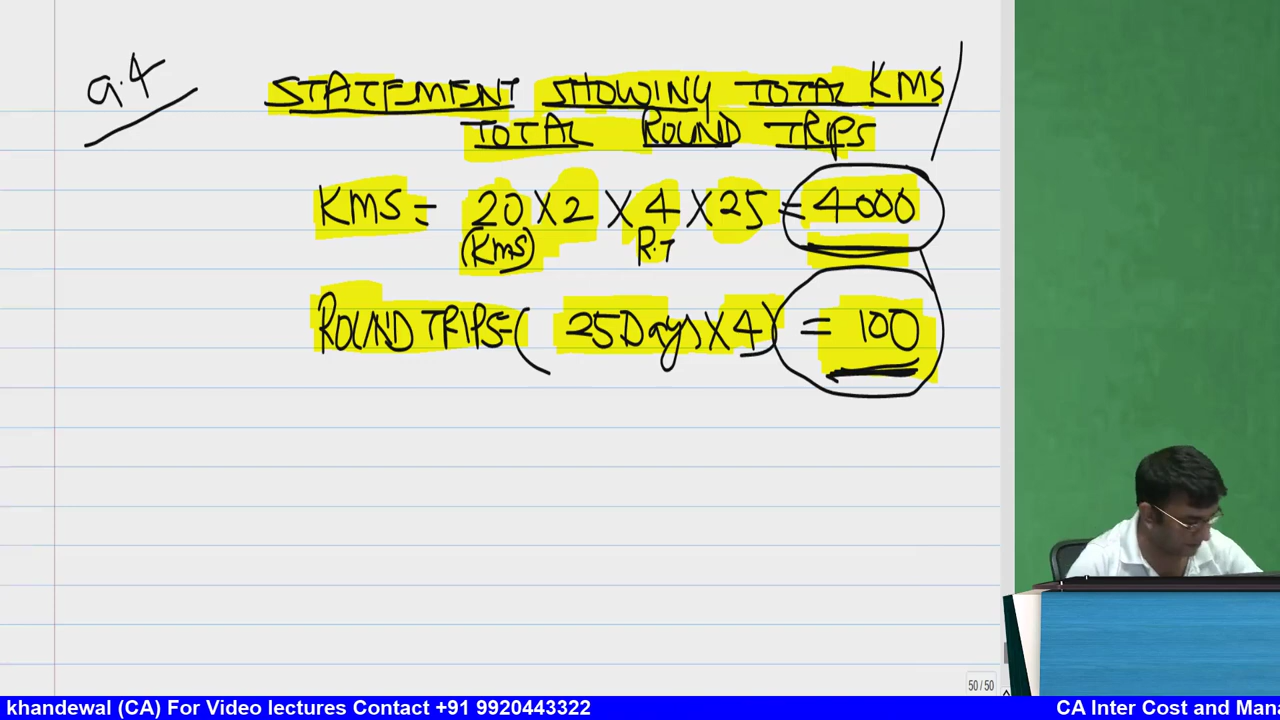 Q.4
STATEMENT SHOWING TOTAL KMS/
TOTAL ROUND TRIPS
KMS = 20 X 2 X 4 X 25 = 4000
(Kms) R.T
ROUND TRIPS = ( 25 Days X 4) = 100
50 / 50
khandewal (CA) For Video lectures Contact +91 9920443322 CA Inter Cost and Mana